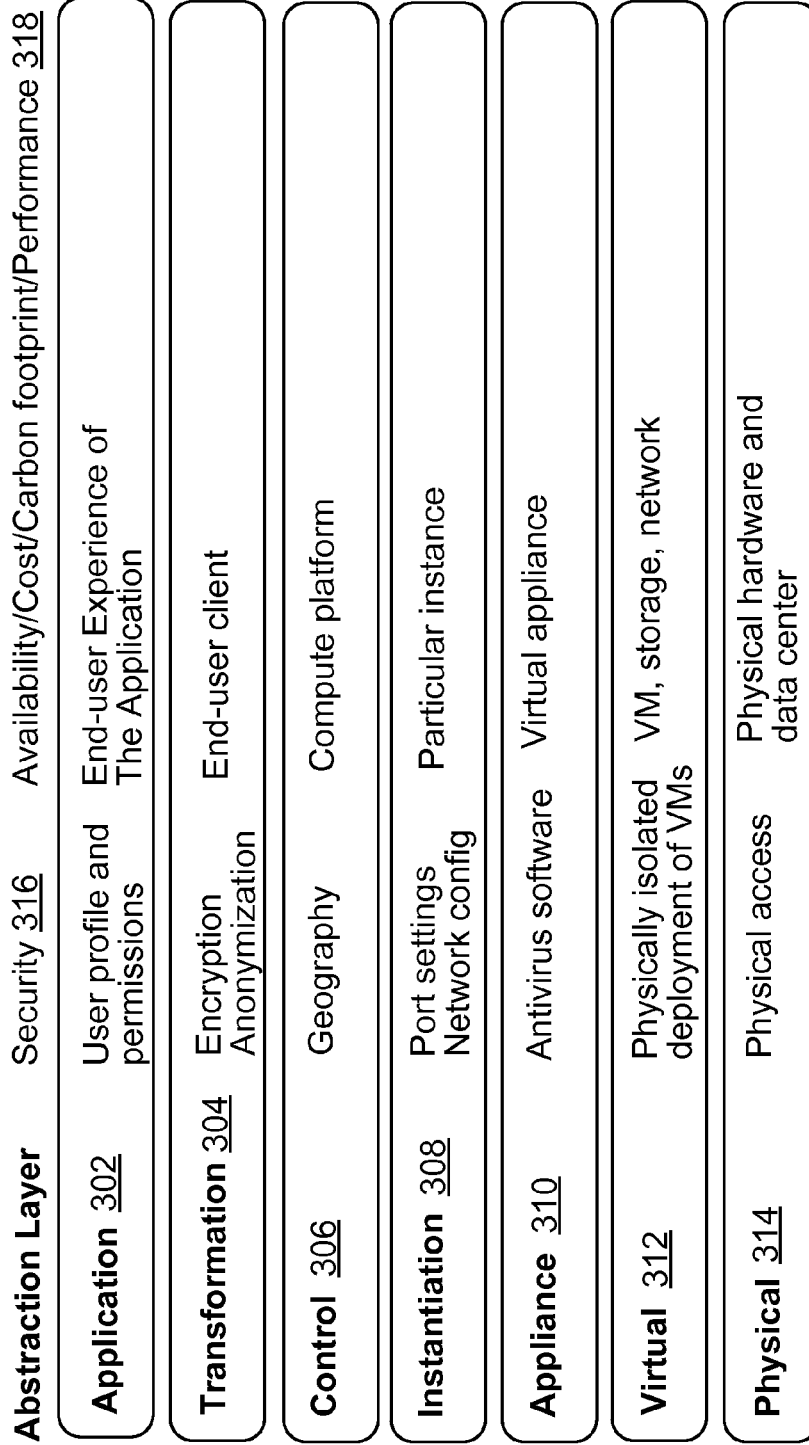 Abstraction Layer Security 316 Availability/Cost/Carbon footprint/Performance 318
Application 302 User profile and permissions End-user Experience of The Application
Transformation 304 Encryption Anonymization End-user client
Control 306 Geography Compute platform
Instantiation 308 Port settings Network config Particular instance
Appliance 310 Antivirus software Virtual appliance
Virtual 312 Physically isolated deployment of VMs VM, storage, network
Physical 314 Physical access Physical hardware and data center